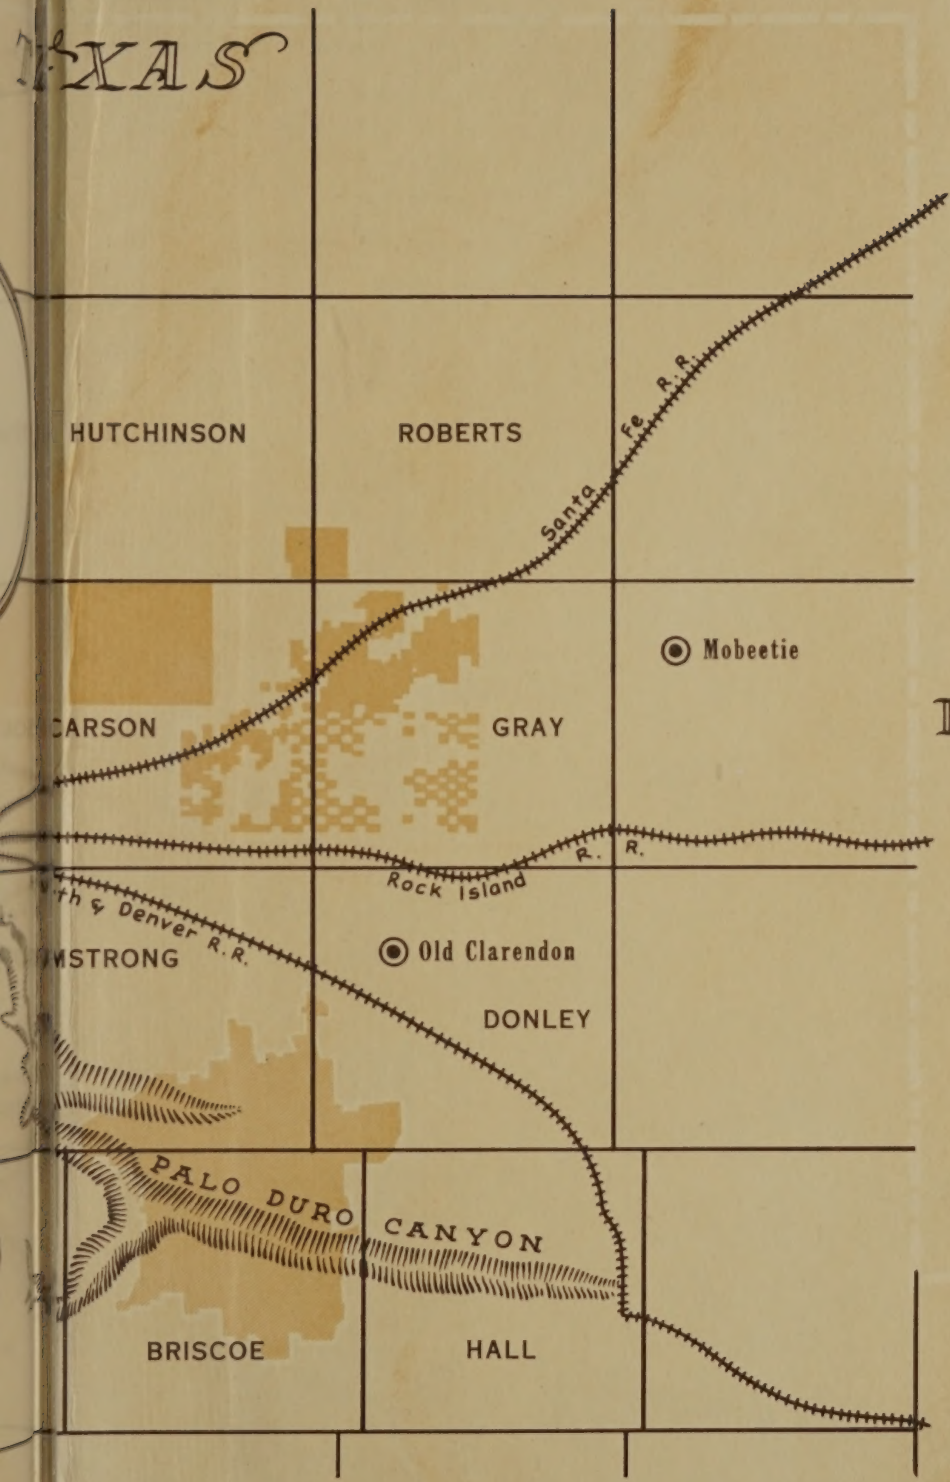 TEXAS
HUTCHINSON
ROBERTS
Santa Fe R.R.
Mobeetie
CARSON
GRAY
Rock Island R. R.
th & Denver R.R.
MSTRONG
Old Clarendon
DONLEY
PALO DURO CANYON
BRISCOE
HALL